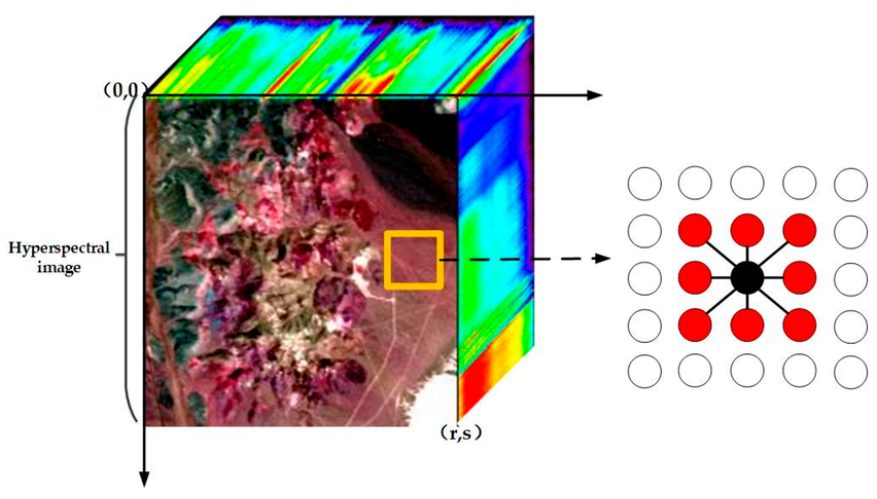 (0,0)
Hyperspectral
image
(r,s)